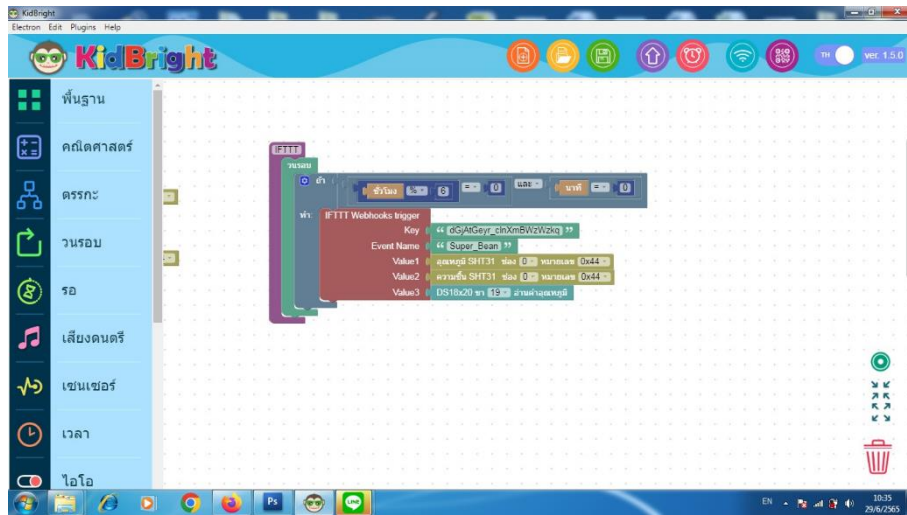 KidBright
Electron Edit Plugins Help
KidBright
TH
ver. 1.5.0
พื้นฐาน
คณิตศาสตร์
ตรรกะ
วนรอบ
รอ
เสียงดนตรี
เซนเซอร์
เวลา
ไอโอ
IFTTT
วนรอบ
ถ้า ชั่วโมง % 6 = 0 และ นาที = 0
ทำ: IFTTT Webhooks trigger
Key “ dGjAtGeyr_clnXmBWzWzkq ”
Event Name “ Super_Bean ”
Value1 อุณหภูมิ SHT31 ช่อง 0 หมายเลข 0x44
Value2 ความชื้น SHT31 ช่อง 0 หมายเลข 0x44
Value3 DS18x20 ขา 19 อ่านค่าอุณหภูมิ
Ps
LINE
EN
10:35
29/6/2565